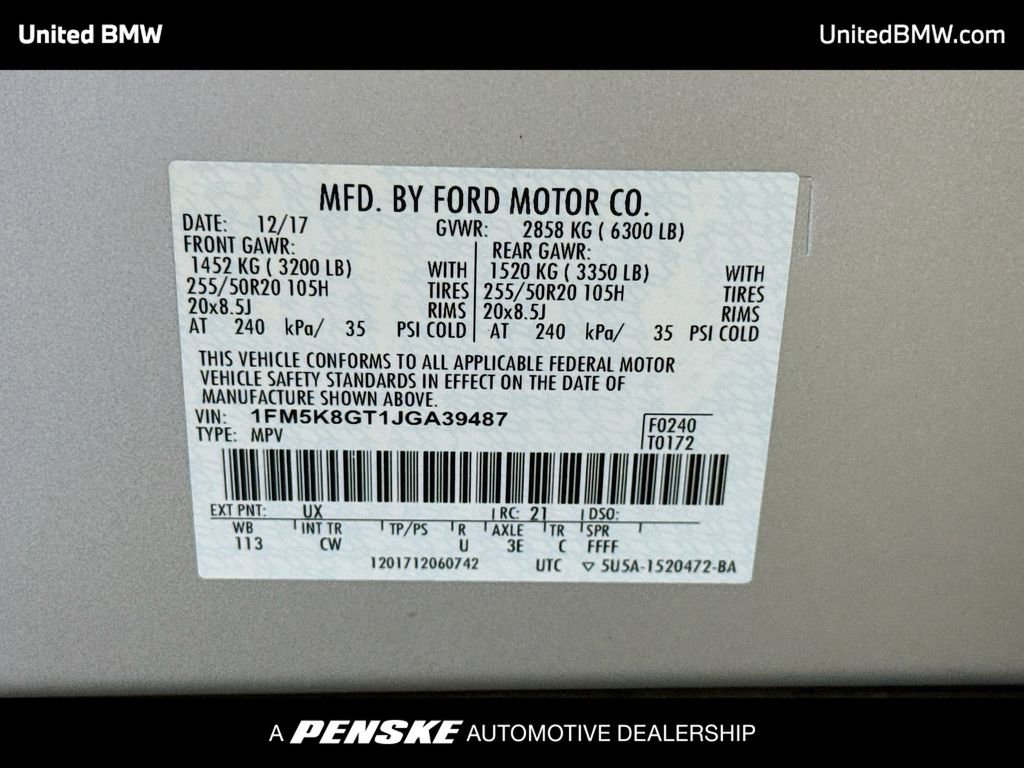 United BMW
UnitedBMW.com
MFD. BY FORD MOTOR CO.
DATE: 12/17 GVWR: 2858 KG ( 6300 LB)
FRONT GAWR: REAR GAWR:
1452 KG ( 3200 LB) WITH 1520 KG ( 3350 LB) WITH
255/50R20 105H TIRES 255/50R20 105H TIRES
20x8.5J RIMS 20x8.5J RIMS
AT 240 kPa/ 35 PSI COLD AT 240 kPa/ 35 PSI COLD
THIS VEHICLE CONFORMS TO ALL APPLICABLE FEDERAL MOTOR
VEHICLE SAFETY STANDARDS IN EFFECT ON THE DATE OF
MANUFACTURE SHOWN ABOVE.
VIN: 1FM5K8GT1JGA39487
TYPE: MPV
F0240
T0172
EXT PNT: UX RC: 21 DSO:
WB INT TR TP/PS R AXLE TR SPR
113 CW U 3E C FFFF
1201712060742 UTC ▽ 5U5A-1520472-BA
A PENSKE AUTOMOTIVE DEALERSHIP